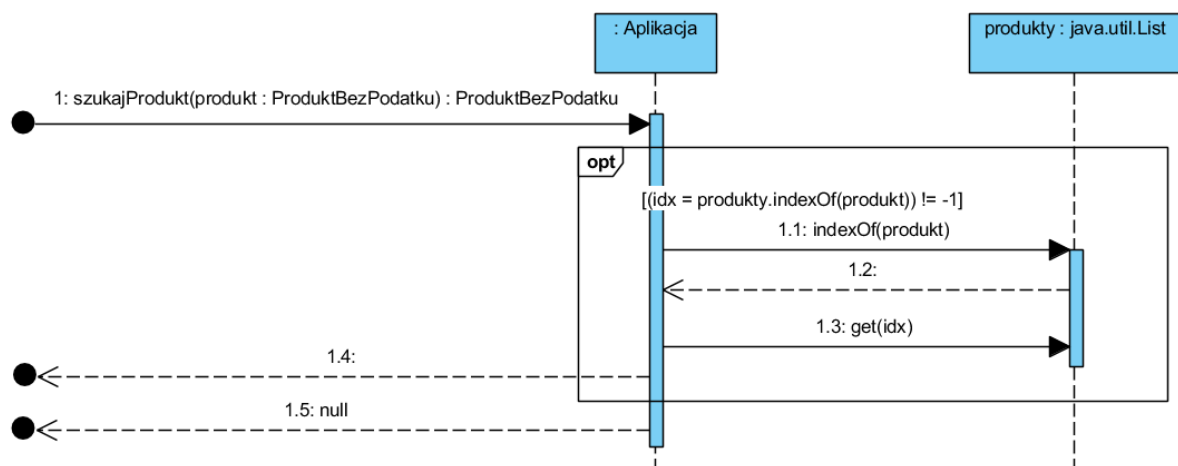 : Aplikacja
produkty : java.util.List
1: szukajProdukt(produkt : ProduktBezPodatku) : ProduktBezPodatku
opt
[(idx = produkty.indexOf(produkt)) != -1]
1.1: indexOf(produkt)
1.2:
1.3: get(idx)
1.4:
1.5: null